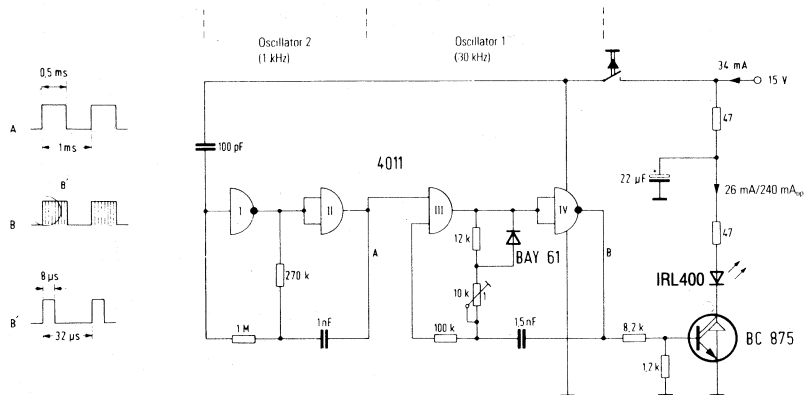 Oscillator 2
(1 kHz)
Oscillator 1
(30 kHz)
34 mA
15 V
0,5 ms
A
1 ms
B'
B
8 µs
B'
32 µs
100 pF
4011
47
22 µF
+
26 mA/240 mA
47
I
II
III
IV
A
12 k
BAY 61
B
270 k
10 k
1
IRL400
1 M
1 nF
100 k
1,5 nF
8,2 k
BC 875
1,2 k